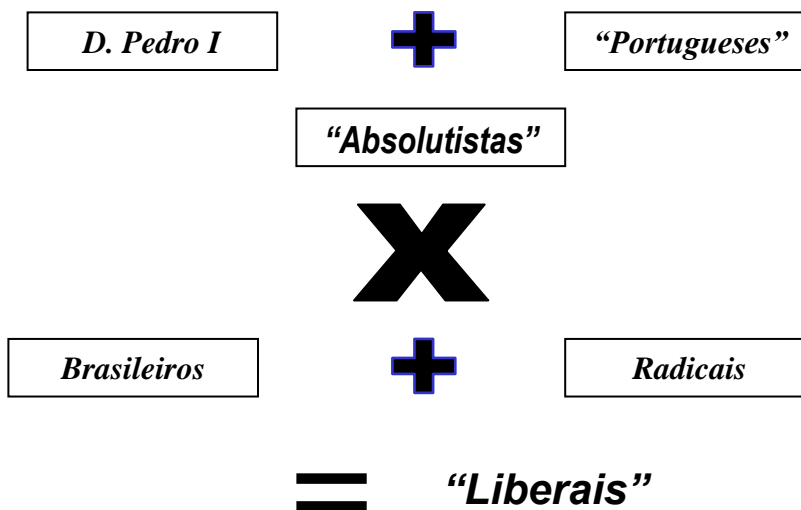 D. Pedro I + “Portugueses”
“Absolutistas”
X
Brasileiros + Radicais
= “Liberais”